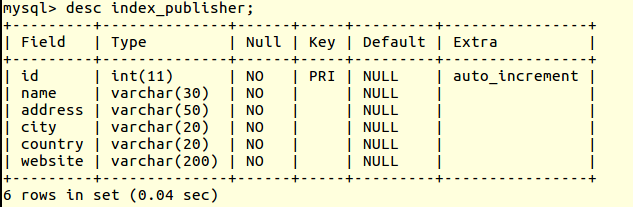 mysql> desc index_publisher;
+---------+--------------+------+-----+---------+----------------+
| Field   | Type         | Null | Key | Default | Extra          |
+---------+--------------+------+-----+---------+----------------+
| id      | int(11)      | NO   | PRI | NULL    | auto_increment |
| name    | varchar(30)  | NO   |     | NULL    |                |
| address | varchar(50)  | NO   |     | NULL    |                |
| city    | varchar(20)  | NO   |     | NULL    |                |
| country | varchar(20)  | NO   |     | NULL    |                |
| website | varchar(200) | NO   |     | NULL    |                |
+---------+--------------+------+-----+---------+----------------+
6 rows in set (0.04 sec)